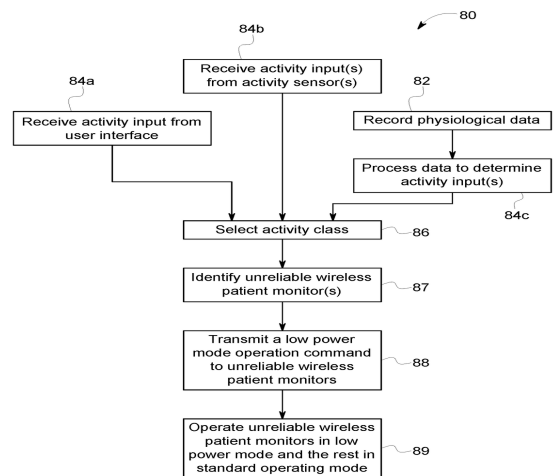 80
84b
Receive activity input(s)
from activity sensor(s)
84a
Receive activity input from
user interface
82
Record physiological data
Process data to determine
activity input(s)
84c
Select activity class
86
Identify unreliable wireless
patient monitor(s)
87
Transmit a low power
mode operation command
to unreliable wireless
patient monitors
88
Operate unreliable wireless
patient monitors in low
power mode and the rest in
standard operating mode
89